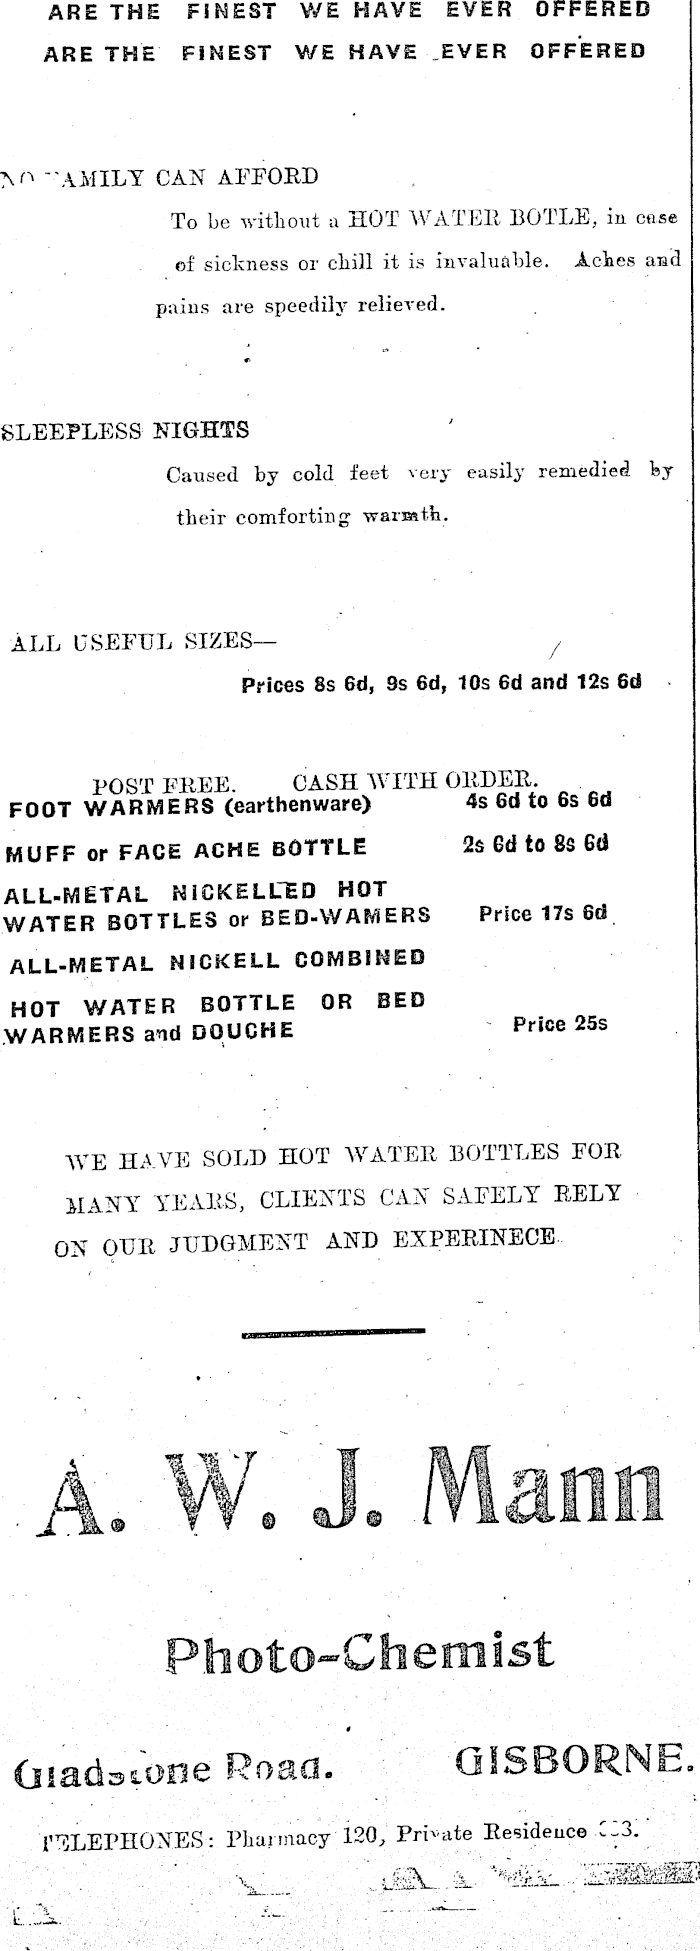 ARE THE FINEST WE HAVE EVER OFFERED
ARE THE FINEST WE HAVE EVER OFFERED
NO FAMILY CAN AFFORD
To be without a HOT WATER BOTLE, in case
of sickness or chill it is invaluable. Aches and
pains are speedily relieved.
SLEEPLESS NIGHTS
Caused by cold feet very easily remedied by
their comforting warmth.
ALL USEFUL SIZES—
Prices 8s 6d, 9s 6d, 10s 6d and 12s 6d
POST FREE. CASH WITH ORDER.
FOOT WARMERS (earthenware) 4s 6d to 6s 6d
MUFF or FACE ACHE BOTTLE 2s 6d to 8s 6d
ALL-METAL NICKELLED HOT
WATER BOTTLES or BED-WAMERS Price 17s 6d
ALL-METAL NICKELL COMBINED
HOT WATER BOTTLE OR BED
WARMERS and DOUCHE Price 25s
WE HAVE SOLD HOT WATER BOTTLES FOR
MANY YEARS, CLIENTS CAN SAFELY RELY
ON OUR JUDGMENT AND EXPERINECE
A. W. J. Mann
Photo-Chemist
Gladstone Road. GISBORNE.
TELEPHONES: Pharmacy 120, Private Residence